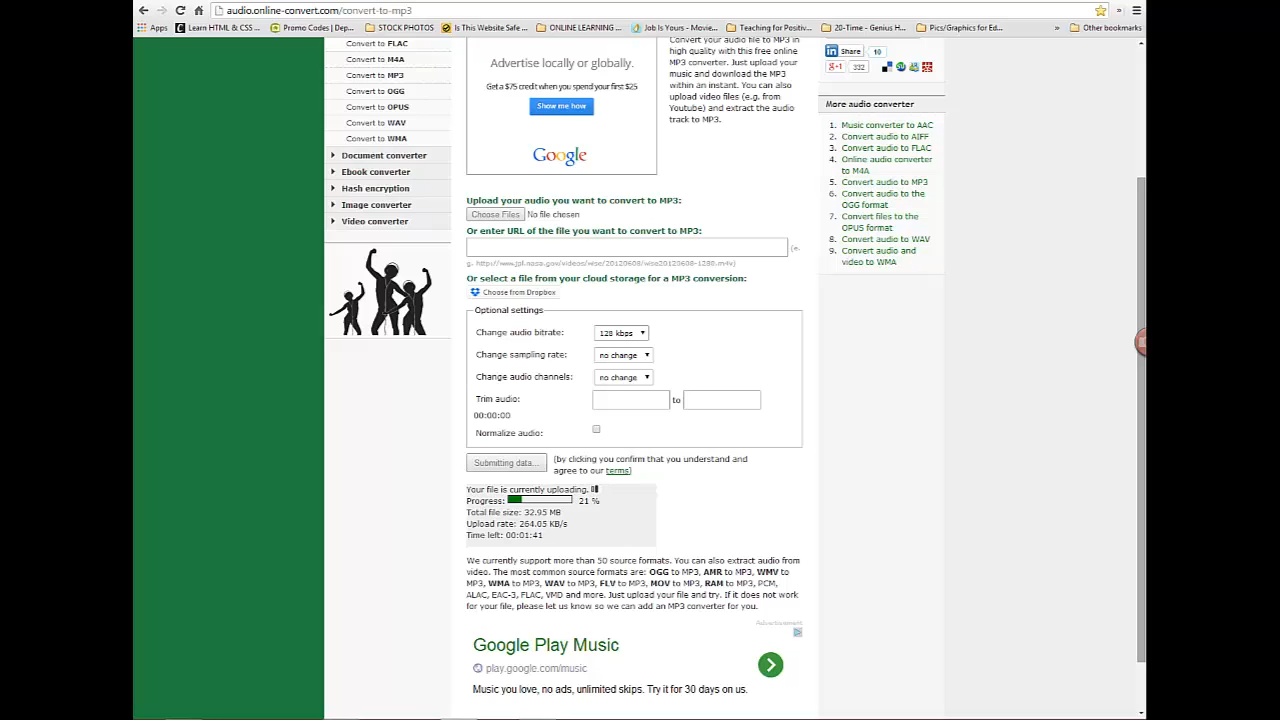 audio.online-convert.com/convert-to-mp3
Apps
Learn HTML & CSS ...
Promo Codes | Dep...
STOCK PHOTOS
Is This Website Safe ...
ONLINE LEARNING ...
Job Is Yours - Movie...
Teaching for Positiv...
20-Time - Genius H...
Pics/Graphics for Ed...
»
Other bookmarks
Convert to FLAC
Convert to M4A
Convert to MP3
Convert to OGG
Convert to OPUS
Convert to WAV
Convert to WMA
Document converter
Ebook converter
Hash encryption
Image converter
Video converter
Advertise locally or globally.
Get a $75 credit when you spend your first $25
Show me how
Google
Convert your audio file to MP3 in
high quality with this free online
MP3 converter. Just upload your
music and download the MP3
within an instant. You can also
upload video files (e.g. from
Youtube) and extract the audio
track to MP3.
Upload your audio you want to convert to MP3:
Choose Files No file chosen
Or enter URL of the file you want to convert to MP3:
(e.
g. http://www.jpl.nasa.gov/videos/wise/20120608/wise20120608-1280.m4v)
Or select a file from your cloud storage for a MP3 conversion:
Choose from Dropbox
Optional settings
Change audio bitrate: 128 kbps
Change sampling rate: no change
Change audio channels: no change
Trim audio: to
00:00:00
Normalize audio:
Submitting data...
(by clicking you confirm that you understand and
agree to our terms)
Your file is currently uploading.
Progress: 21 %
Total file size: 32.95 MB
Upload rate: 264.05 KB/s
Time left: 00:01:41
We currently support more than 50 source formats. You can also extract audio from
video. The most common source formats are: OGG to MP3, AMR to MP3, WMV to
MP3, WMA to MP3, WAV to MP3, FLV to MP3, MOV to MP3, RAM to MP3, PCM,
ALAC, EAC-3, FLAC, VMD and more. Just upload your file and try. If it does not work
for your file, please let us know so we can add an MP3 converter for you.
Advertisement
Google Play Music
play.google.com/music
Music you love, no ads, unlimited skips. Try it for 30 days on us.
in Share 10
g+1 332
More audio converter
1. Music converter to AAC
2. Convert audio to AIFF
3. Convert audio to FLAC
4. Online audio converter
to M4A
5. Convert audio to MP3
6. Convert audio to the
OGG format
7. Convert files to the
OPUS format
8. Convert audio to WAV
9. Convert audio and
video to WMA